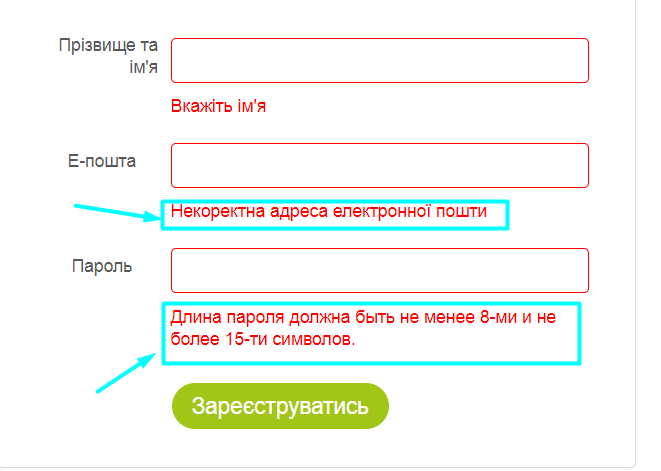 Прізвище та
ім'я
Вкажіть ім'я
Е-пошта
Некоректна адреса електронної пошти
Пароль
Длина пароля должна быть не менее 8-ми и не
более 15-ти символов.
Зареєструватись